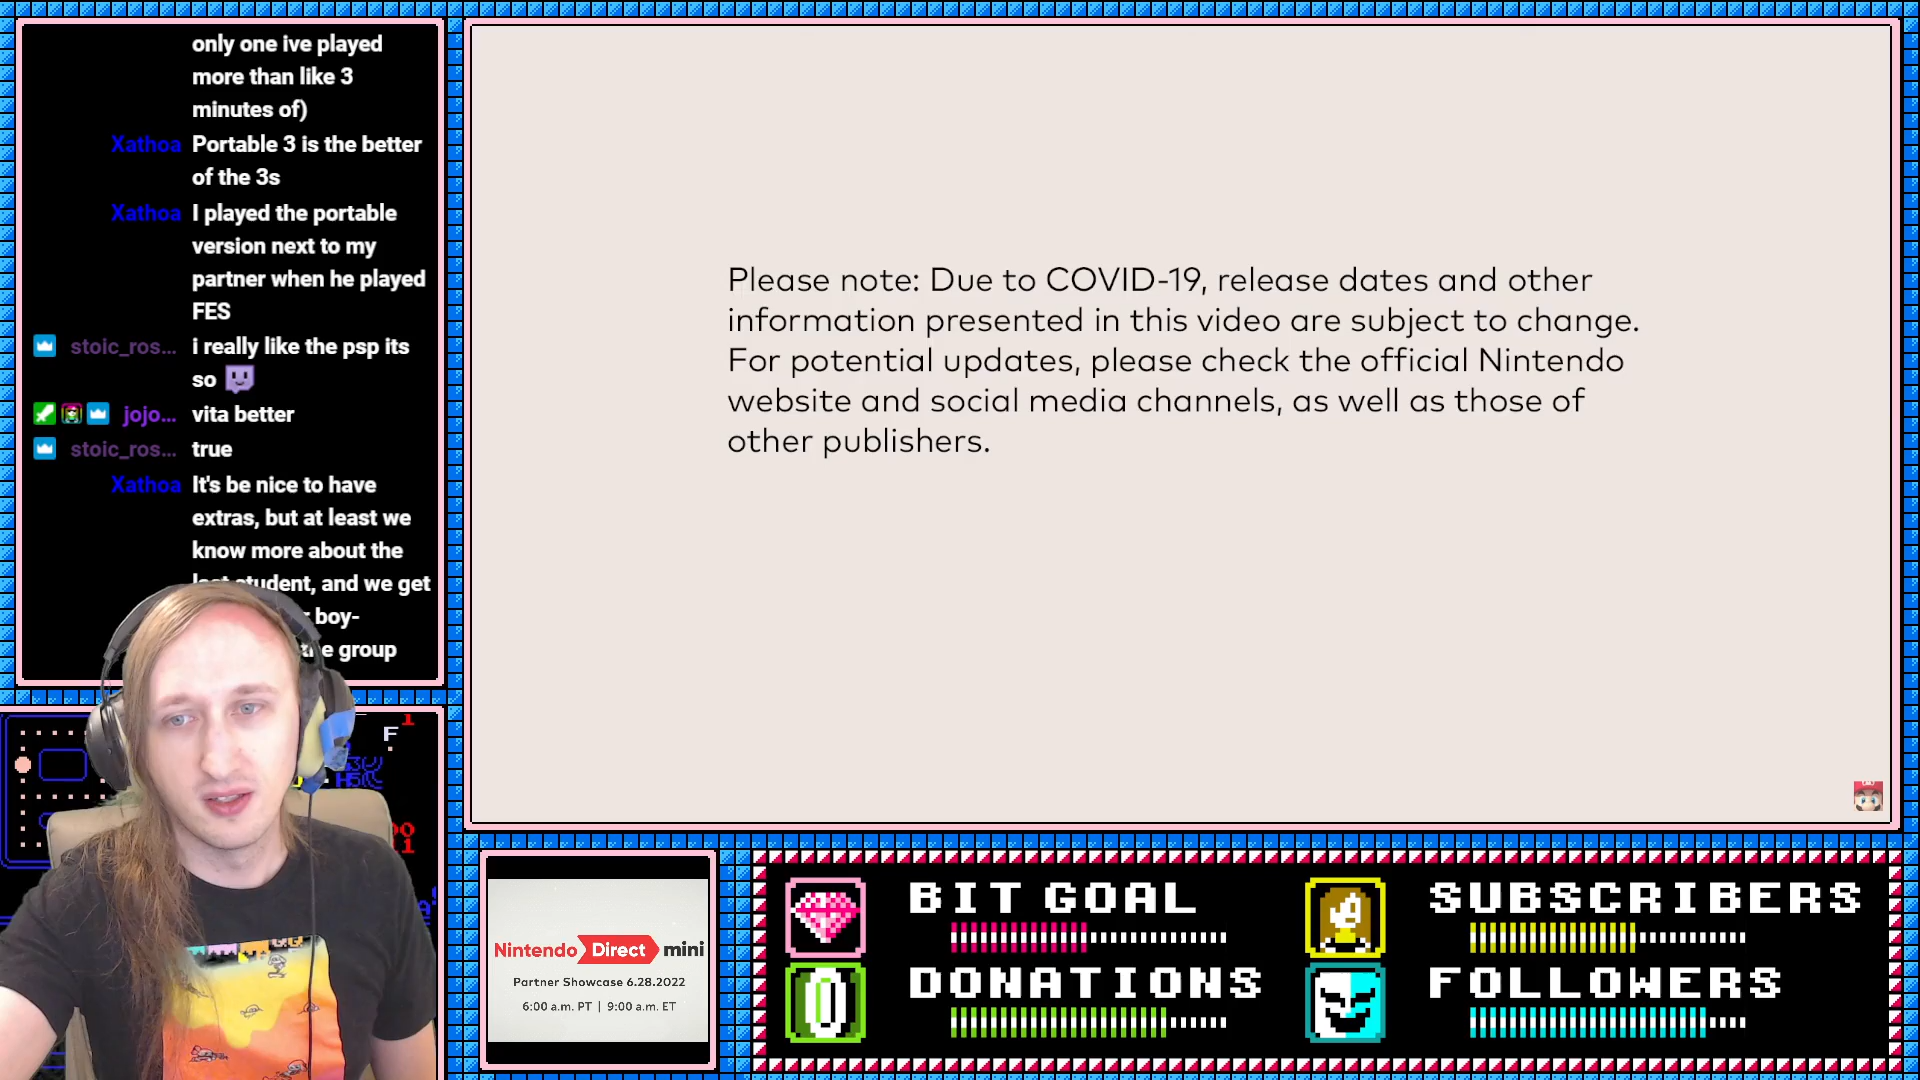 only one ive played
more than like 3
minutes of)
Xathoa Portable 3 is the better
of the 3s
Xathoa I played the portable
version next to my
partner when he played
FES
stoic_ros... i really like the psp its
so
jojo... vita better
stoic_ros... true
Xathoa It's be nice to have
extras, but at least we
know more about the
student, and we get
boy-
the group
Please note: Due to COVID-19, release dates and other
information presented in this video are subject to change.
For potential updates, please check the official Nintendo
website and social media channels, as well as those of
other publishers.
1
F
Nintendo Direct mini
Partner Showcase 6.28.2022
6:00 a.m. PT | 9:00 a.m. ET
BIT GOAL
SUBSCRIBERS
DONATIONS
FOLLOWERS